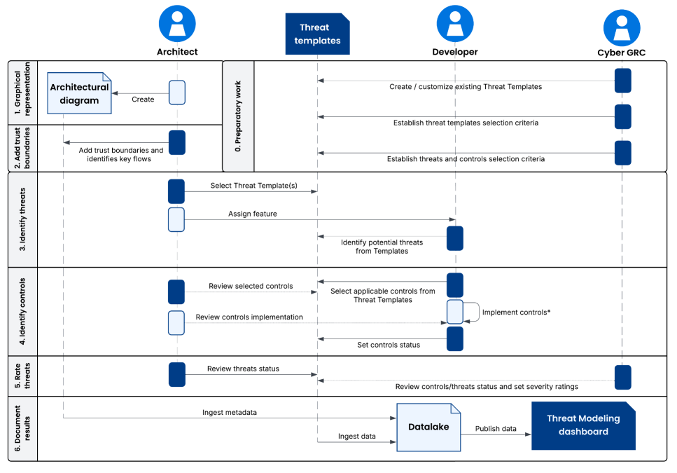 Threat
templates
Architect
Developer
Cyber GRC
1. Graphical
representation
Architectural
diagram
Create
0. Preparatory work
Create / customize existing Threat Templates
Establish threat templates selection criteria
Establish threats and controls selection criteria
2. Add trust
boundaries
Add trust boundaries and
identifies key flows
3. Identify threats
Select Threat Template(s)
Assign feature
Identify potential threats
from Templates
4. Identify controls
Review selected controls
Select applicable controls from
Threat Templates
Review controls implementation
Implement controls*
Set controls status
5. Rate
threats
Review threats status
Review controls/threats status and set severity ratings
6. Document
results
Ingest metadata
Ingest data
Datalake
Publish data
Threat Modeling
dashboard